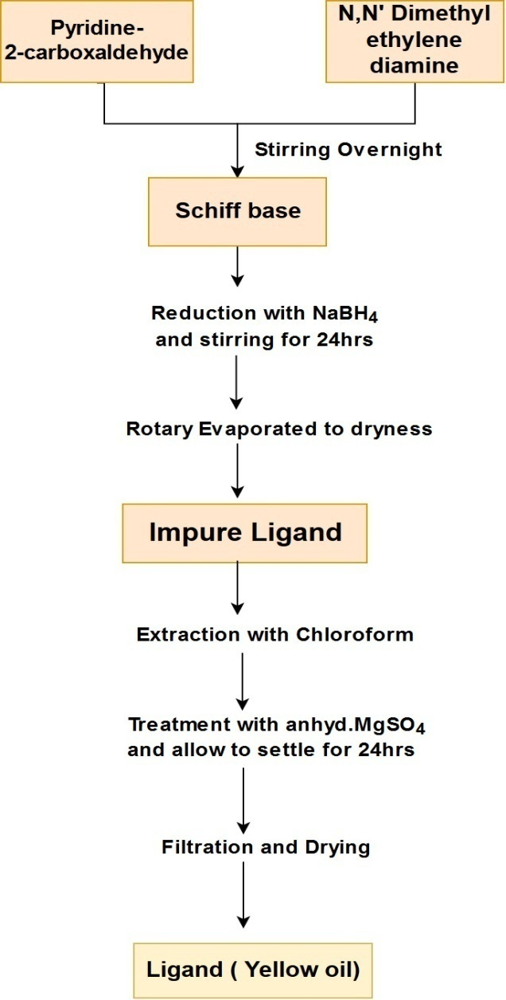 Pyridine-
2-carboxaldehyde
N,N' Dimethyl
ethylene
diamine
Stirring Overnight
Schiff base
Reduction with NaBH4
and stirring for 24hrs
Rotary Evaporated to dryness
Impure Ligand
Extraction with Chloroform
Treatment with anhyd.MgSO4
and allow to settle for 24hrs
Filtration and Drying
Ligand ( Yellow oil)